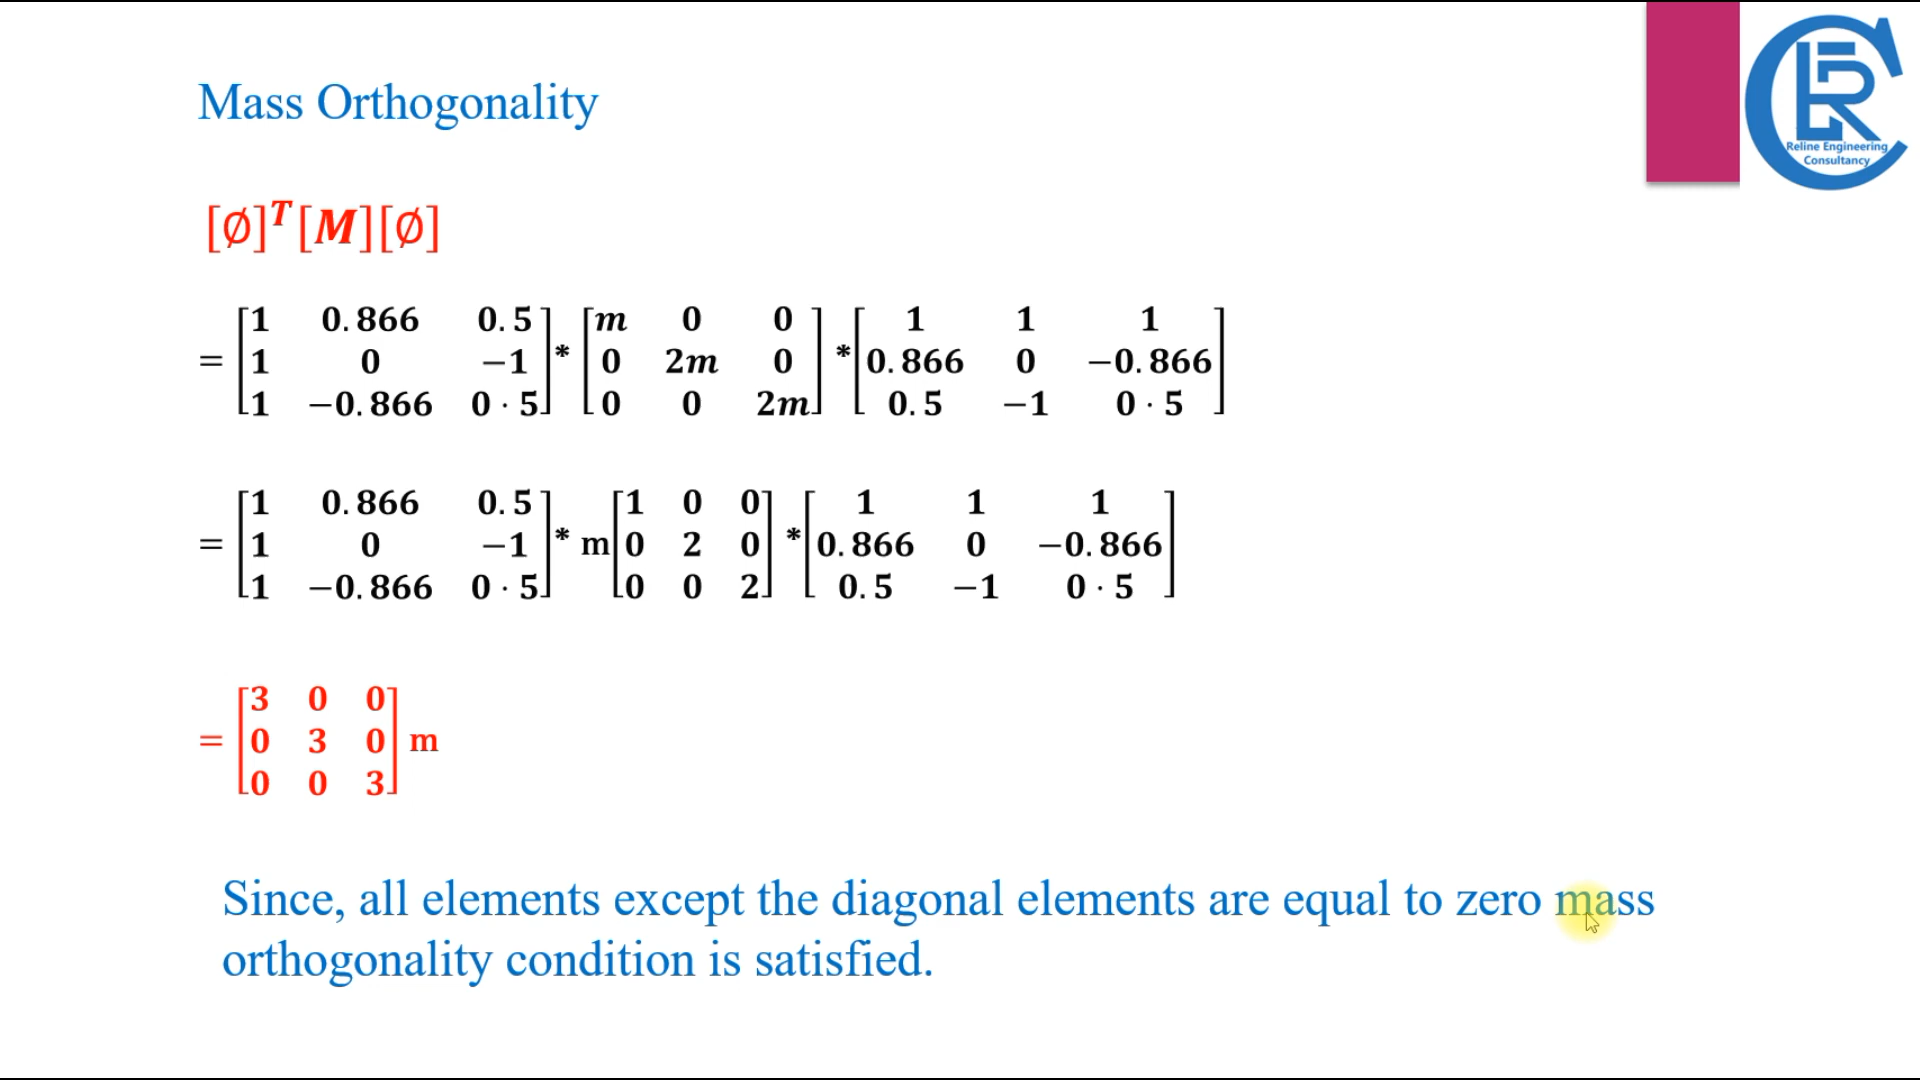 Mass Orthogonality
Reline Engineering
Consultancy
[∅]ᵀ[M][∅]
= [1 0.866 0.5; 1 0 −1; 1 −0.866 0·5] * [m 0 0; 0 2m 0; 0 0 2m] * [1 1 1; 0.866 0 −0.866; 0.5 −1 0·5]
= [1 0.866 0.5; 1 0 −1; 1 −0.866 0·5] * m[1 0 0; 0 2 0; 0 0 2] * [1 1 1; 0.866 0 −0.866; 0.5 −1 0·5]
= [3 0 0; 0 3 0; 0 0 3] m
Since, all elements except the diagonal elements are equal to zero mass
orthogonality condition is satisfied.